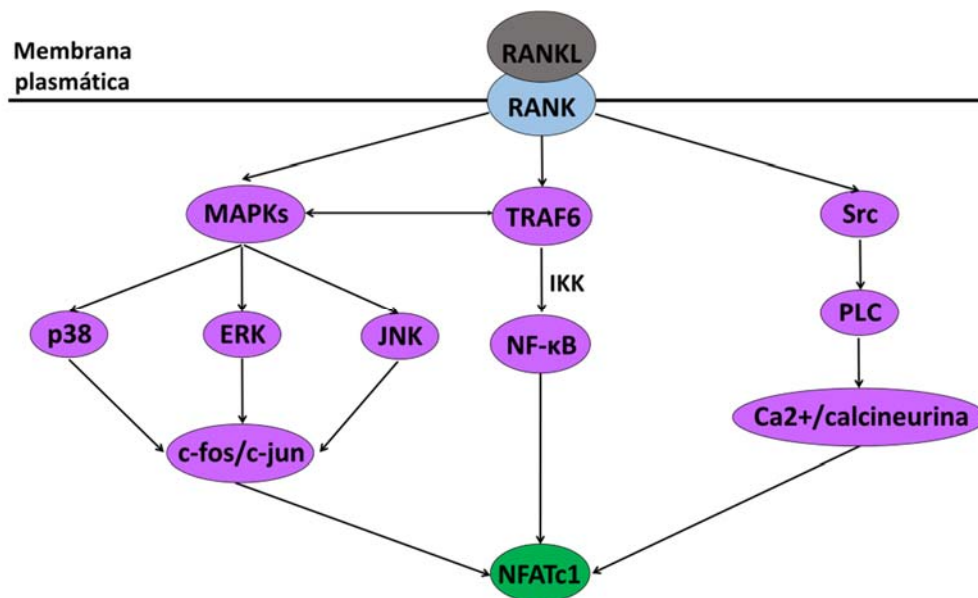 Membrana
plasmática
RANKL
RANK
MAPKs
TRAF6
Src
IKK
p38
ERK
JNK
NF-κB
PLC
c-fos/c-jun
Ca2+/calcineurina
NFATc1